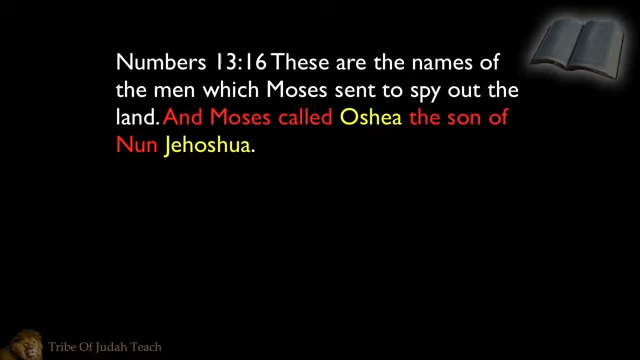 Numbers 13:16 These are the names of
the men which Moses sent to spy out the
land. And Moses called Oshea the son of
Nun Jehoshua.
Tribe Of Judah Teach